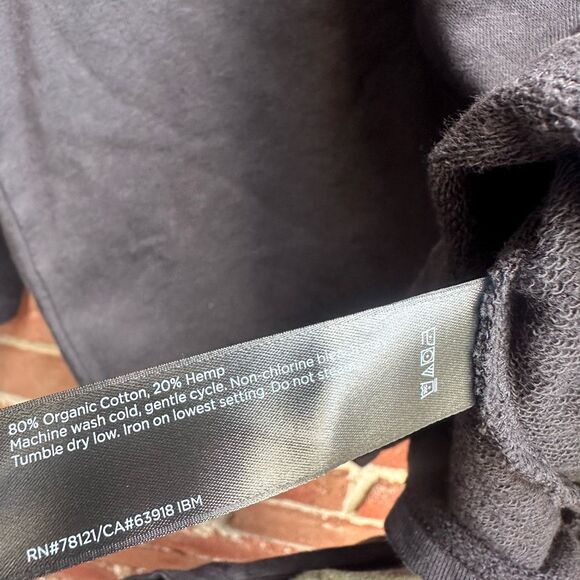 80% Organic Cotton, 20% Hemp
Machine wash cold, gentle cycle. Non-chlorine
Tumble dry low. Iron on lowest setting. Do not
RN#78121/CA#63918 IBM